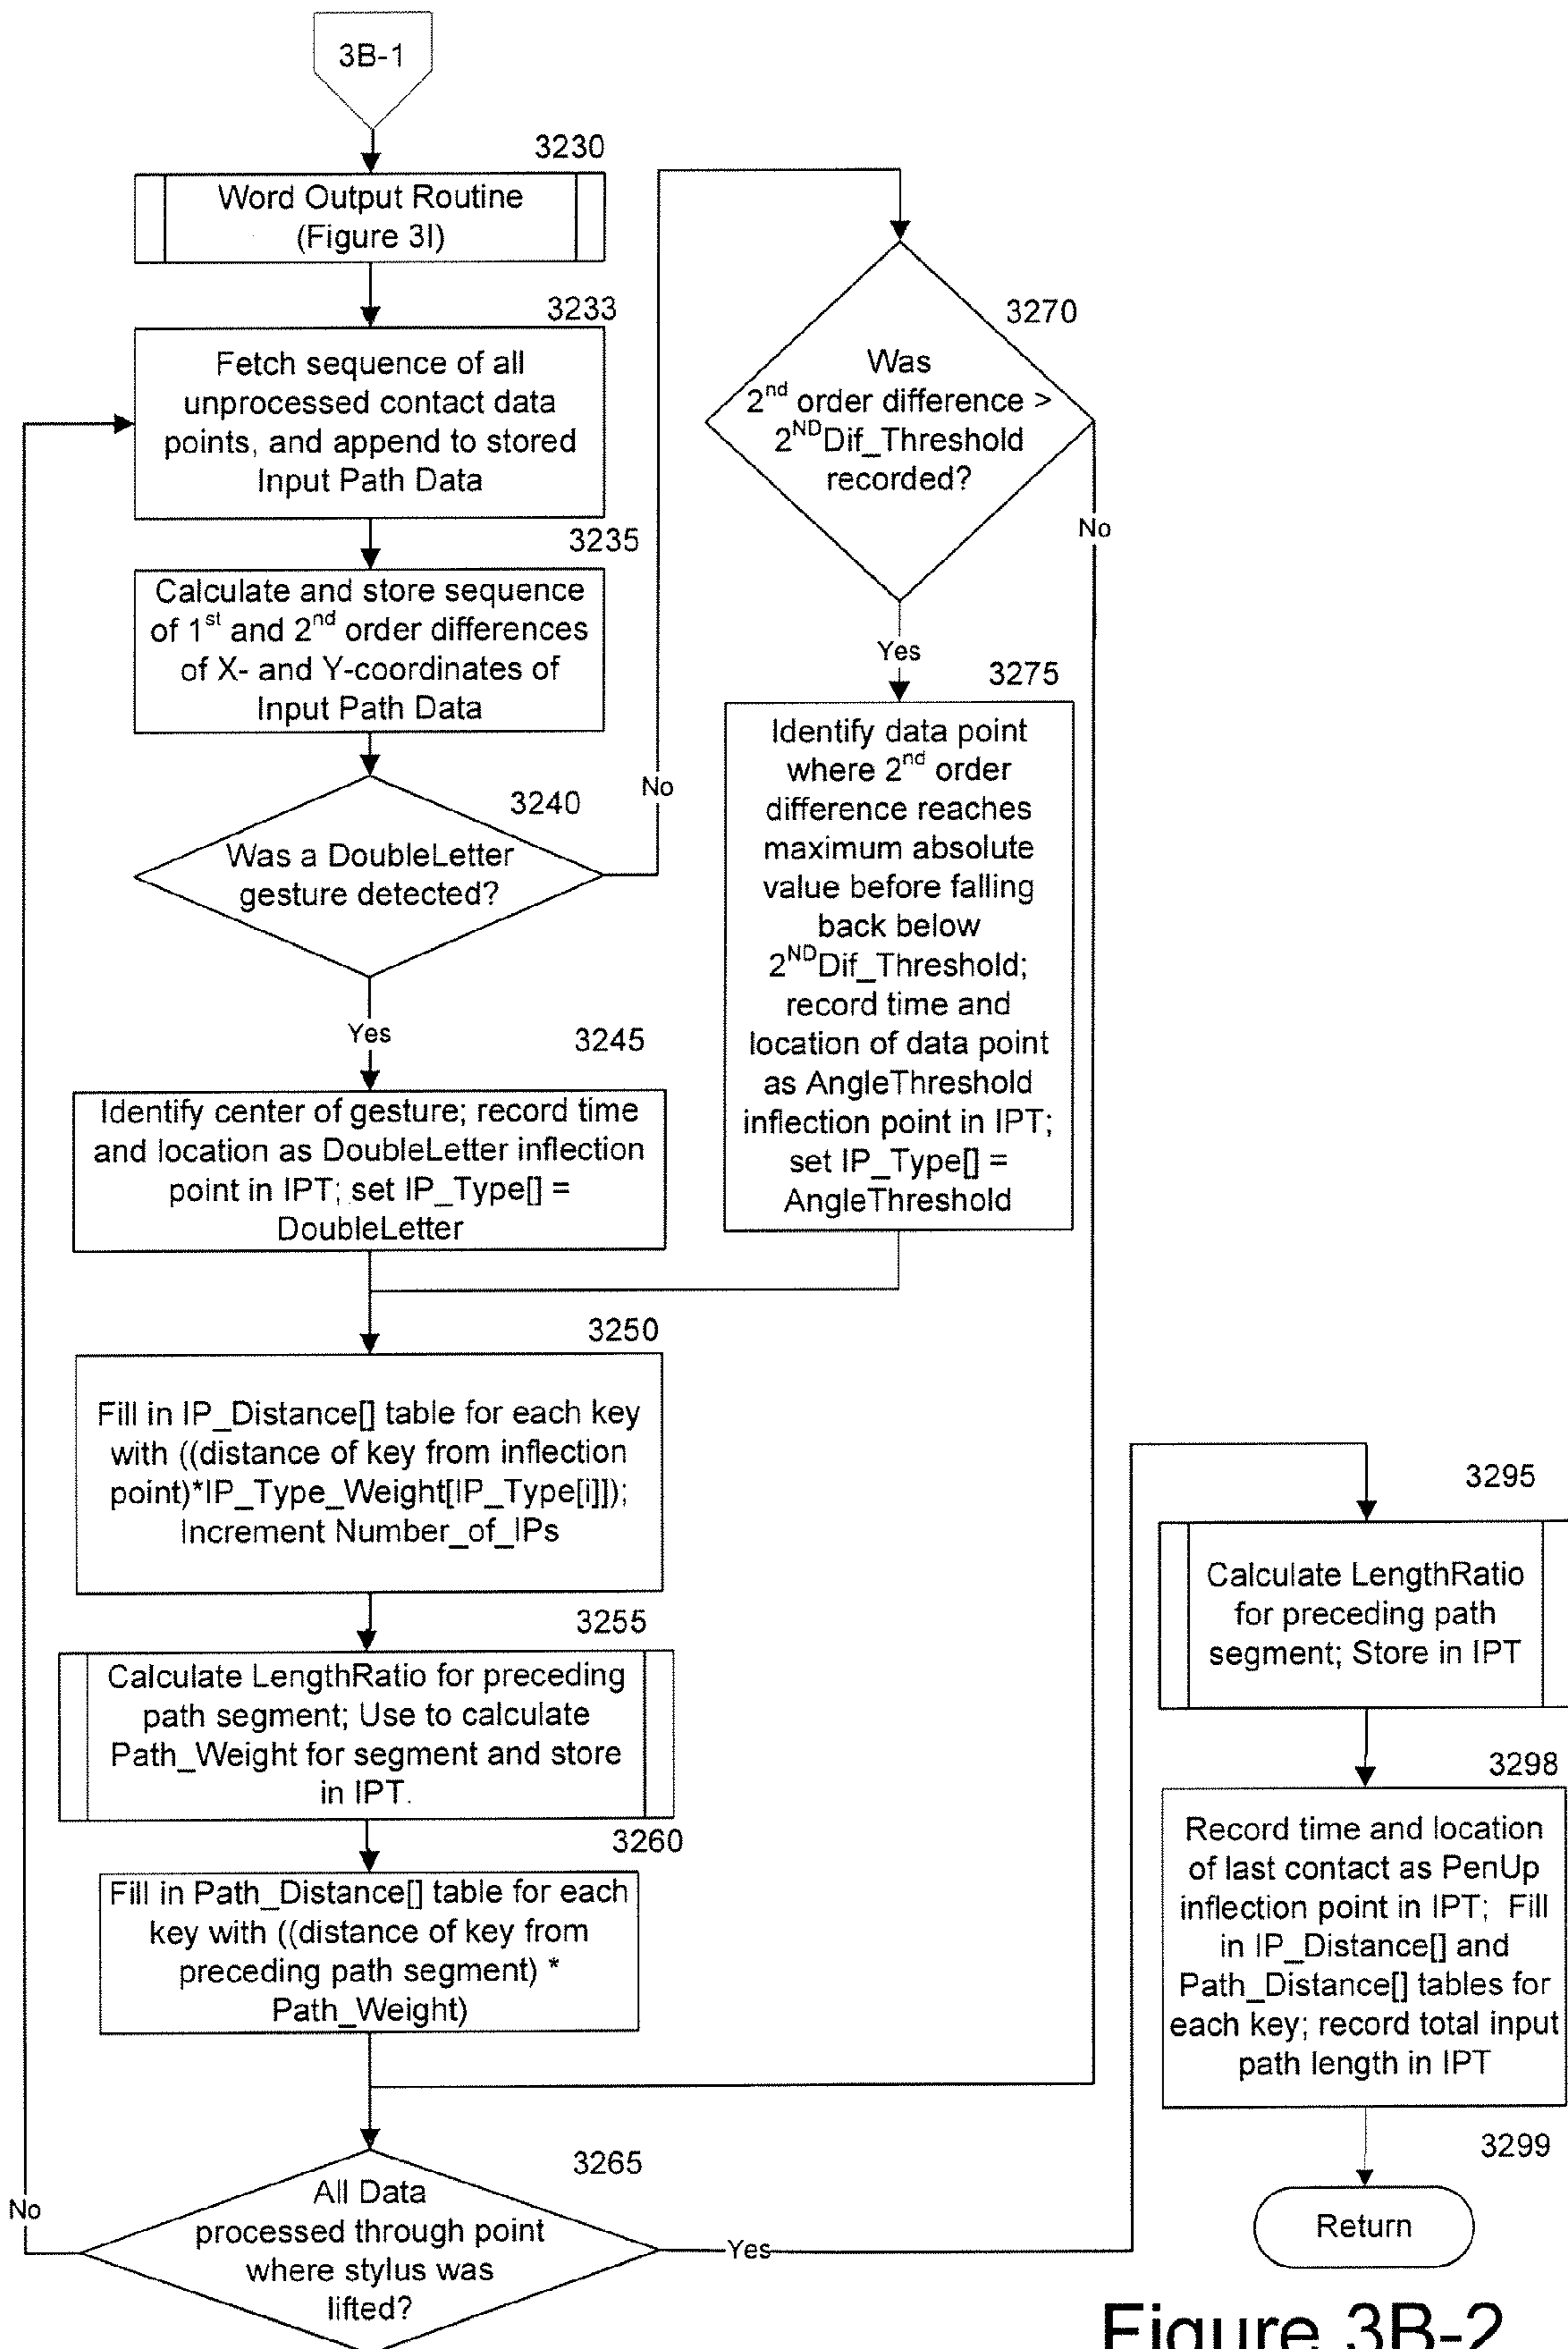 3B-1
3230
Word Output Routine
(Figure 3I)
3233
Fetch sequence of all
unprocessed contact data
points, and append to stored
Input Path Data
3235
Calculate and store sequence
of 1st and 2nd order differences
of X- and Y-coordinates of
Input Path Data
3240
Was a DoubleLetter
gesture detected?
No
Yes
3245
Identify center of gesture; record time
and location as DoubleLetter inflection
point in IPT; set IP_Type[] =
DoubleLetter
3250
Fill in IP_Distance[] table for each key
with ((distance of key from inflection
point)*IP_Type_Weight[IP_Type[i]]);
Increment Number_of_IPs
3255
Calculate LengthRatio for preceding
path segment; Use to calculate
Path_Weight for segment and store
in IPT.
3260
Fill in Path_Distance[] table for each
key with ((distance of key from
preceding path segment) *
Path_Weight)
3265
All Data
processed through point
where stylus was
lifted?
No
Yes
3270
Was
2nd order difference >
2NDDif_Threshold
recorded?
No
Yes
3275
Identify data point
where 2nd order
difference reaches
maximum absolute
value before falling
back below
2NDDif_Threshold;
record time and
location of data point
as AngleThreshold
inflection point in IPT;
set IP_Type[] =
AngleThreshold
3295
Calculate LengthRatio
for preceding path
segment; Store in IPT
3298
Record time and location
of last contact as PenUp
inflection point in IPT; Fill
in IP_Distance[] and
Path_Distance[] tables for
each key; record total input
path length in IPT
3299
Return
Figure 3B-2